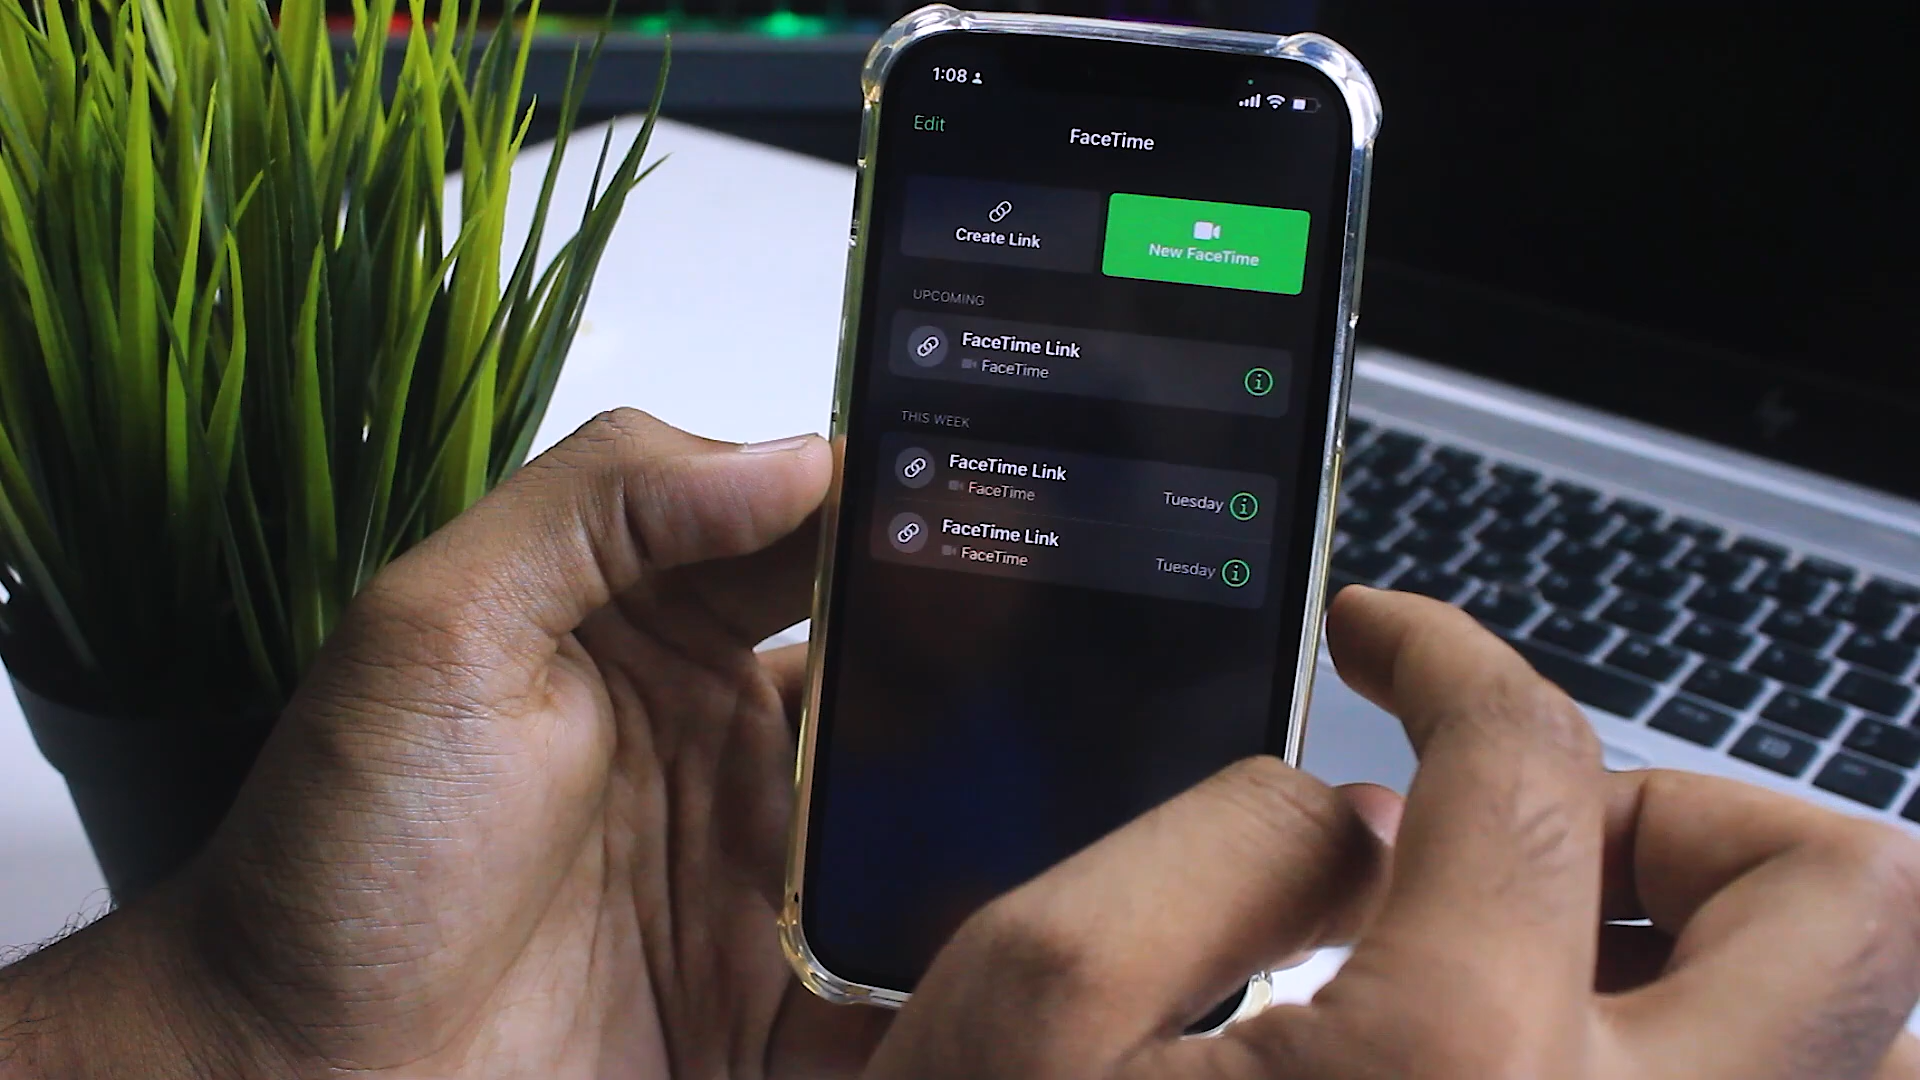 1:08
Edit
FaceTime
Create Link
New FaceTime
UPCOMING
FaceTime Link
FaceTime
THIS WEEK
FaceTime Link
FaceTime
Tuesday
FaceTime Link
FaceTime
Tuesday